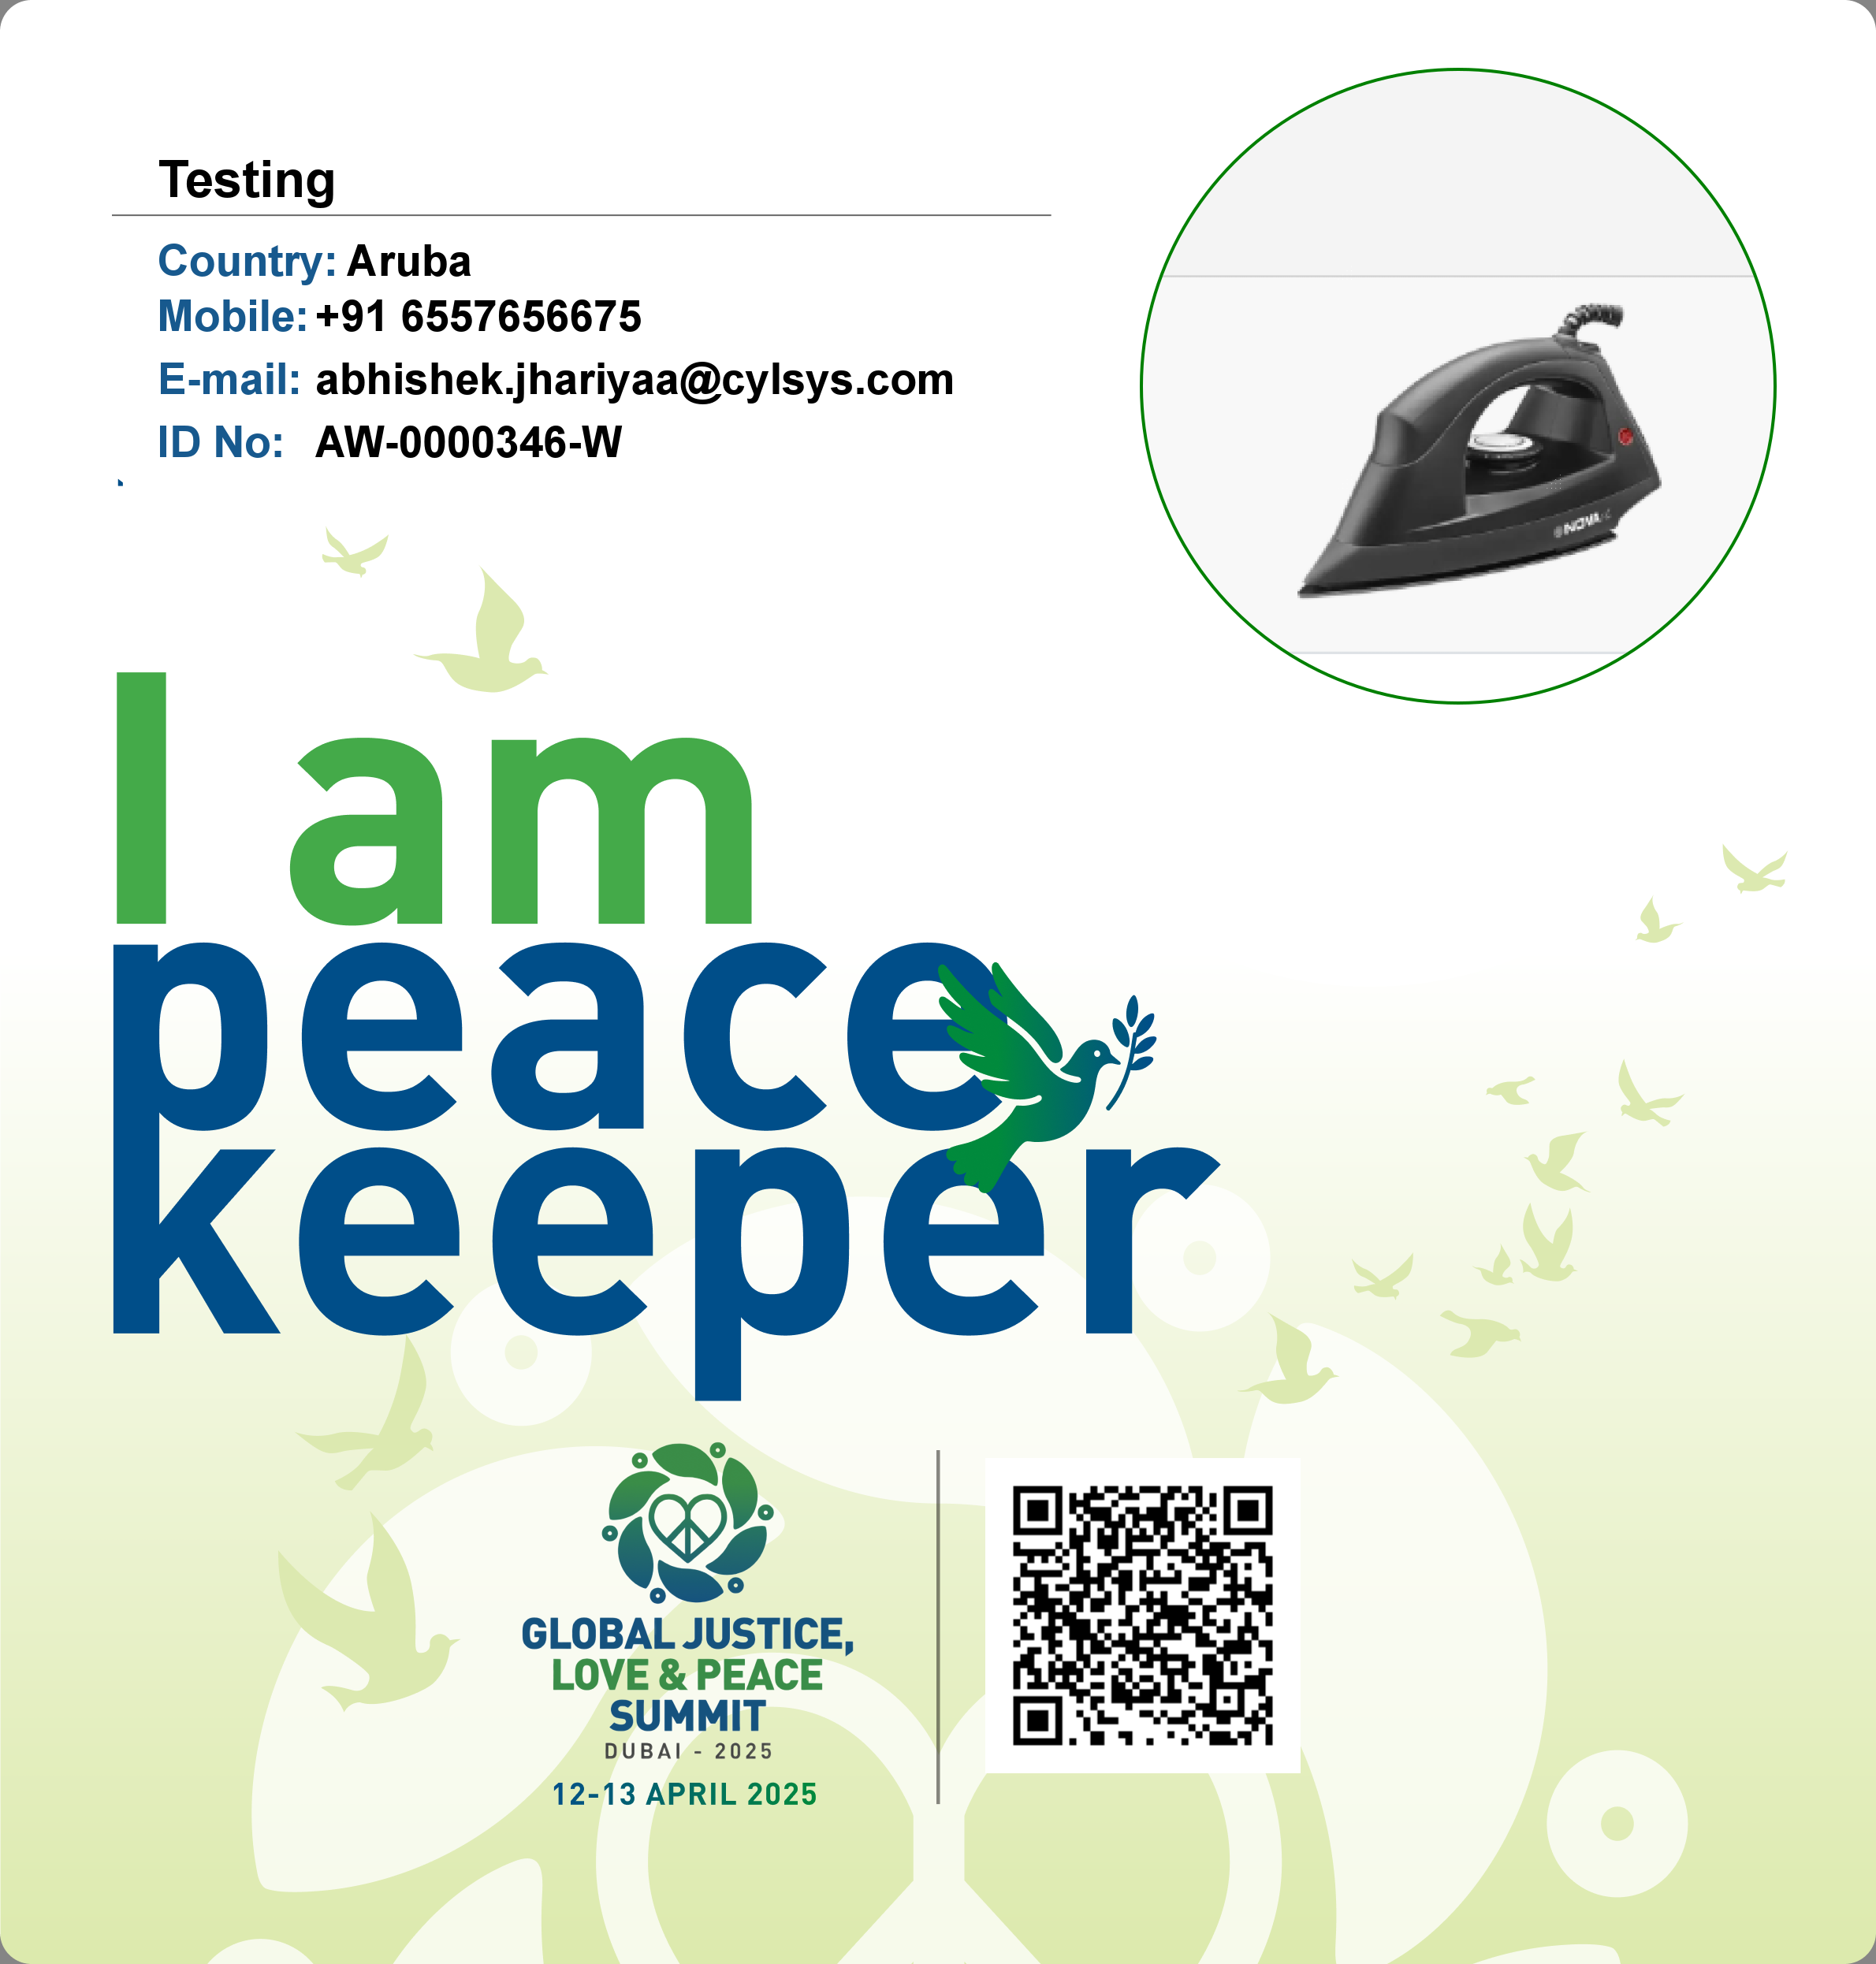 Testing
Country: Aruba
Mobile: +91 6557656675
E-mail: abhishek.jhariyaa@cylsys.com
ID No: AW-0000346-W
NOVA
I am
peace
keeper
GLOBAL JUSTICE,
LOVE & PEACE
SUMMIT
DUBAI - 2025
12-13 APRIL 2025